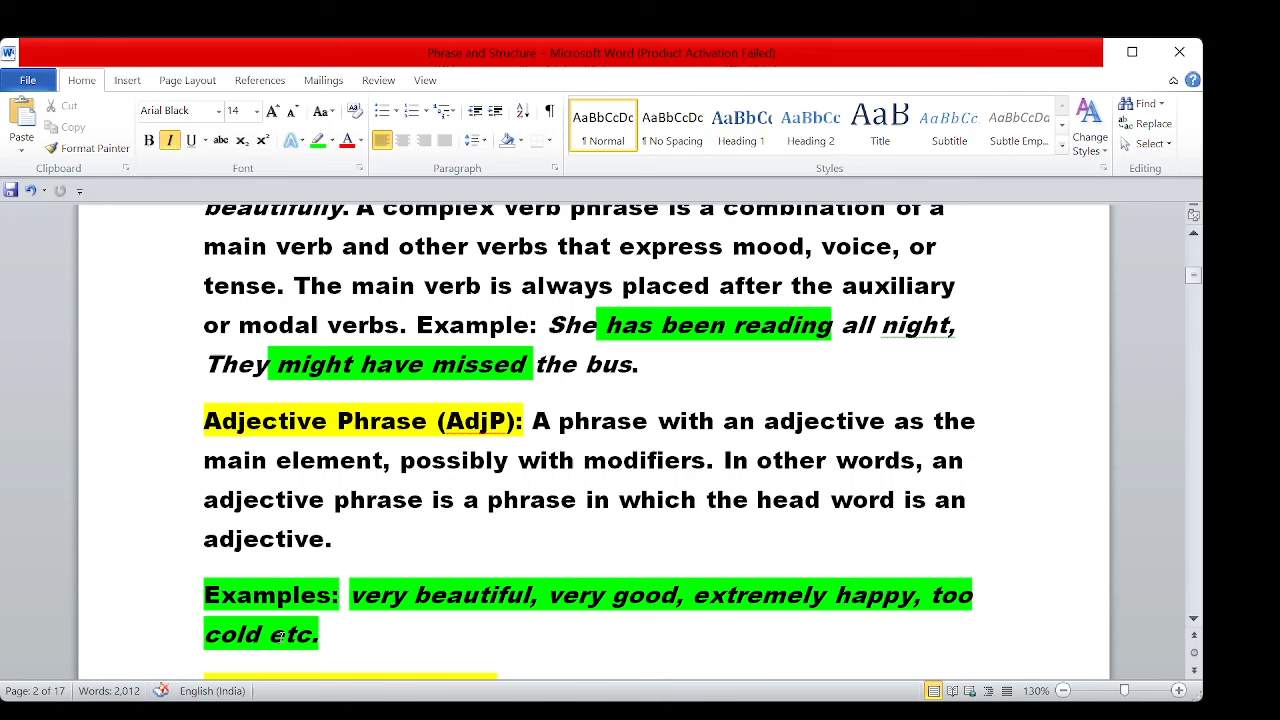 Phrase and Structure - Microsoft Word (Product Activation Failed)
File Home Insert Page Layout References Mailings Review View
Cut
Copy
Format Painter
Paste
Clipboard
Arial Black 14
Font
Paragraph
AaBbCcDc AaBbCcDc AaBbCc AaBbCc AaB AaBbCc. AaBbCcDc
¶ Normal ¶ No Spacing Heading 1 Heading 2 Title Subtitle Subtle Emp...
Change
Styles
Styles
Find
Replace
Select
Editing
beautifully. A complex verb phrase is a combination of a
main verb and other verbs that express mood, voice, or
tense. The main verb is always placed after the auxiliary
or modal verbs. Example: She has been reading all night,
They might have missed the bus.
Adjective Phrase (AdjP): A phrase with an adjective as the
main element, possibly with modifiers. In other words, an
adjective phrase is a phrase in which the head word is an
adjective.
Examples: very beautiful, very good, extremely happy, too
cold etc.
Page: 2 of 17 Words: 2,012 English (India) 130%